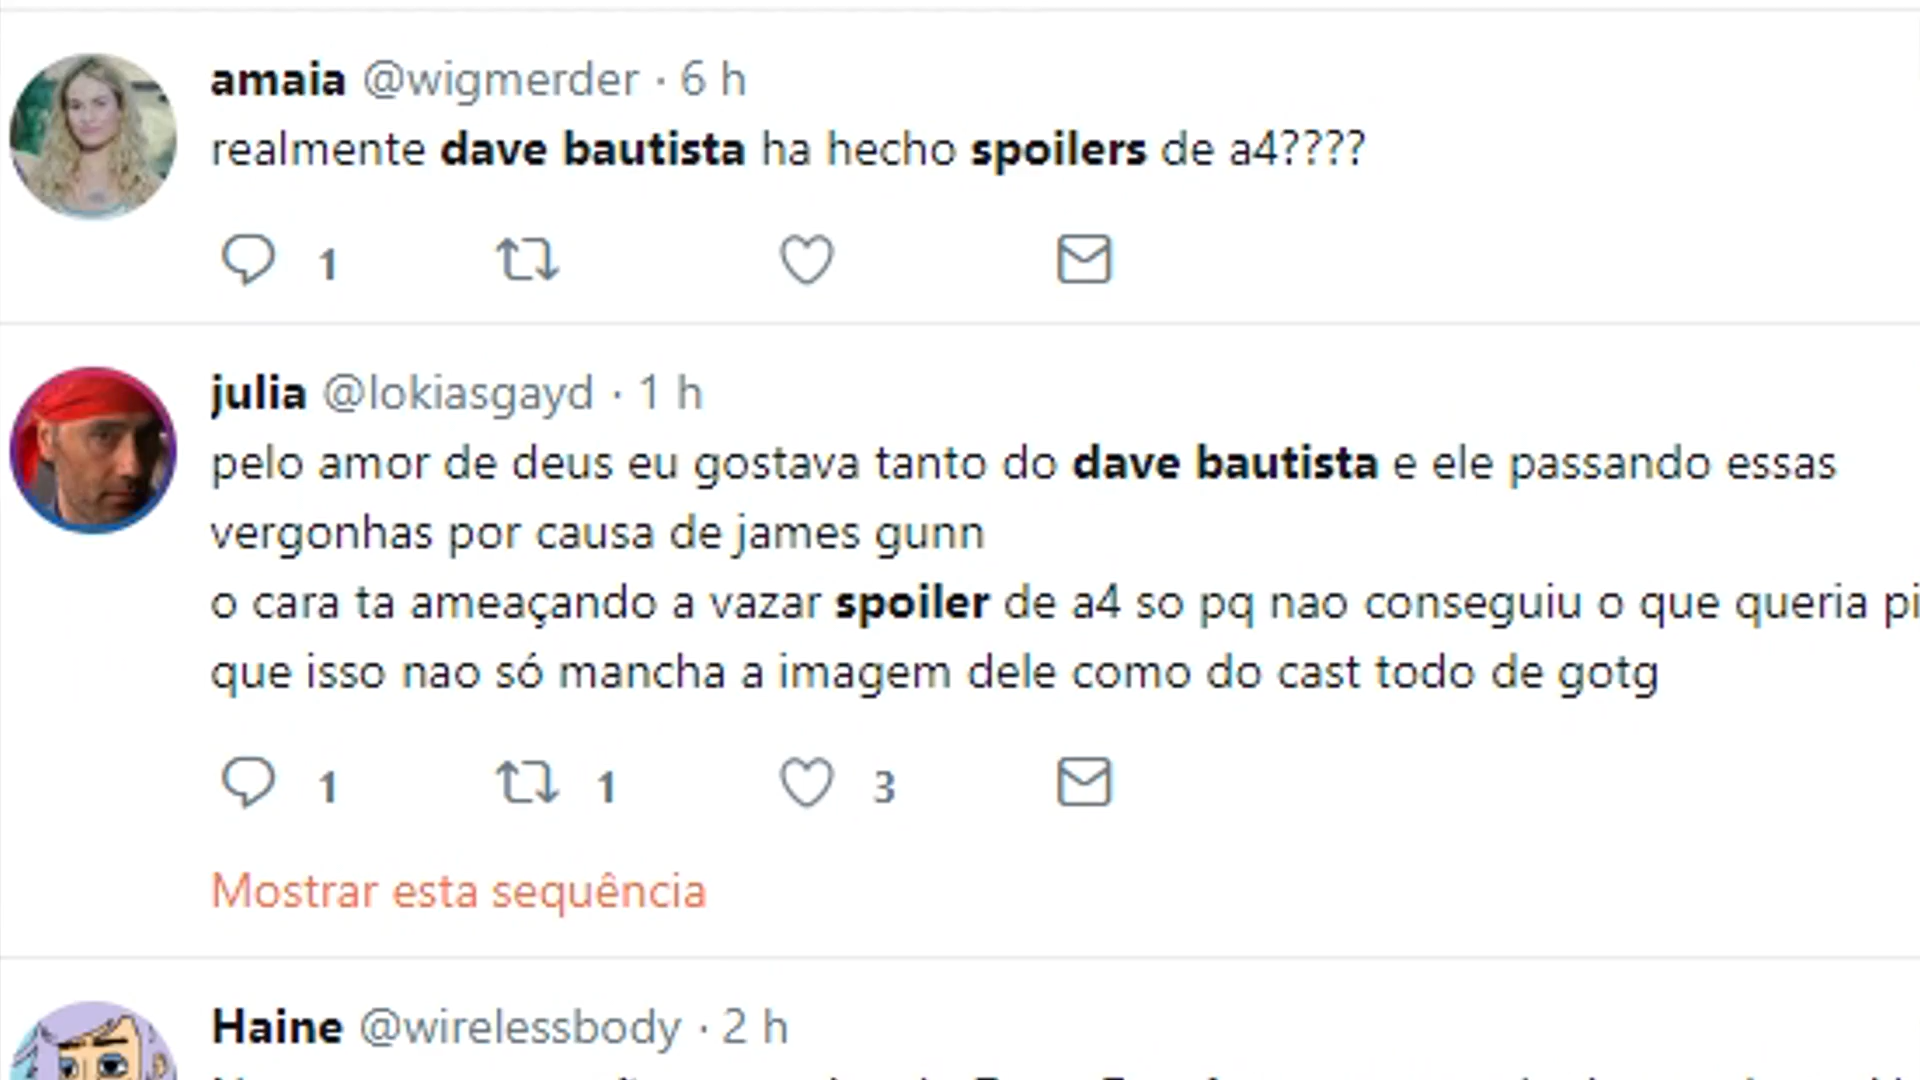 amaia @wigmerder · 6 h
realmente dave bautista ha hecho spoilers de a4????
1
julia @lokiasgayd · 1 h
pelo amor de deus eu gostava tanto do dave bautista e ele passando essas
vergonhas por causa de james gunn
o cara ta ameaçando a vazar spoiler de a4 so pq nao conseguiu o que queria
que isso nao só mancha a imagem dele como do cast todo de gotg
1 1 3
Mostrar esta sequência
Haine @wirelessbody · 2 h